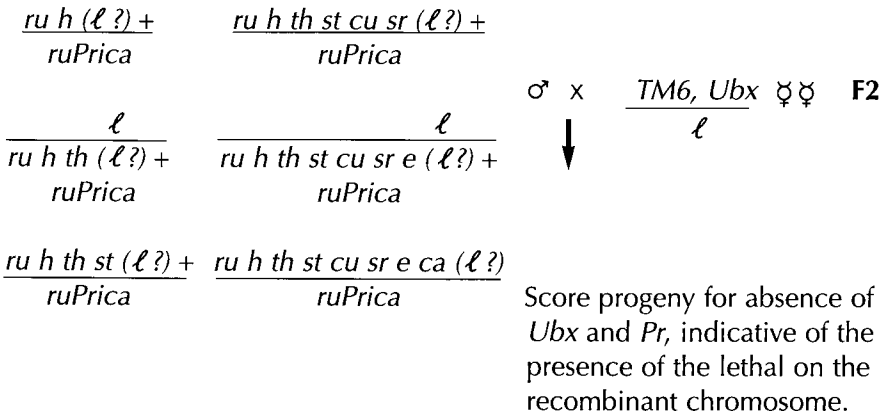 ru h (ℓ ?) + ru h th st cu sr (ℓ ?) +
ruPrica ruPrica
♂ x TM6, Ubx ☿☿ F2
ℓ
ℓ ℓ
ru h th (ℓ ?) + ru h th st cu sr e (ℓ ?) +
ruPrica ruPrica
ru h th st (ℓ ?) + ru h th st cu sr e ca (ℓ ?)
ruPrica ruPrica
Score progeny for absence of
Ubx and Pr, indicative of the
presence of the lethal on the
recombinant chromosome.